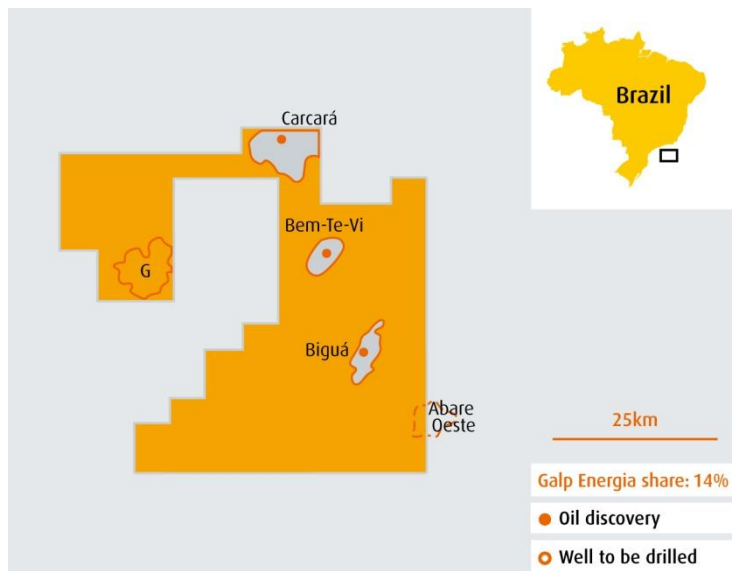 Brazil
Carcará
Bem-Te-Vi
G
Biguá
Abare
Oeste
25km
Galp Energia share: 14%
Oil discovery
Well to be drilled